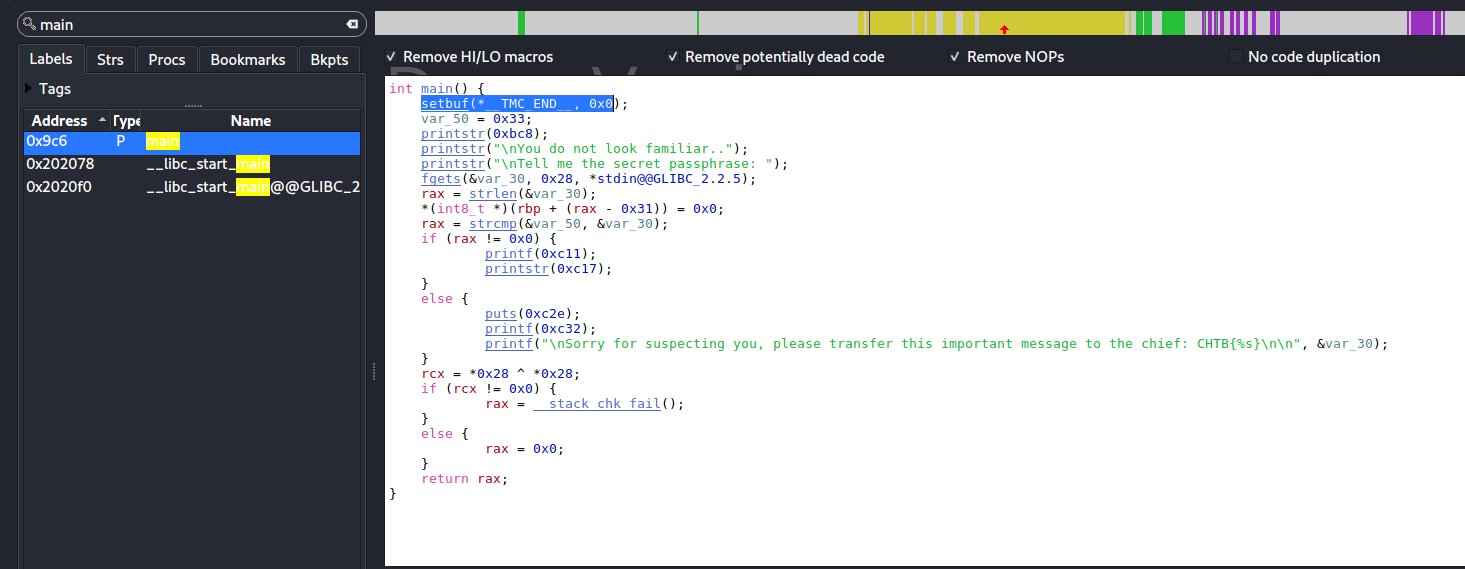 main
Labels Strs Procs Bookmarks Bkpts
Tags
Address Type Name
0x9c6 P main
0x202078 __libc_start_main
0x2020f0 __libc_start_main@@GLIBC_2
Remove HI/LO macros Remove potentially dead code Remove NOPs No code duplication
int main() {
    setbuf(*__TMC_END__, 0x0);
    var_50 = 0x33;
    printstr(0xbc8);
    printstr("\nYou do not look familiar..");
    printstr("\nTell me the secret passphrase: ");
    fgets(&var_30, 0x28, *stdin@@GLIBC_2.2.5);
    rax = strlen(&var_30);
    *(int8_t *)(rbp + (rax - 0x31)) = 0x0;
    rax = strcmp(&var_50, &var_30);
    if (rax != 0x0) {
            printf(0xc11);
            printstr(0xc17);
    }
    else {
            puts(0xc2e);
            printf(0xc32);
            printf("\nSorry for suspecting you, please transfer this important message to the chief: CHTB{%s}\n\n", &var_30);
    }
    rcx = *0x28 ^ *0x28;
    if (rcx != 0x0) {
            rax = __stack_chk_fail();
    }
    else {
            rax = 0x0;
    }
    return rax;
}